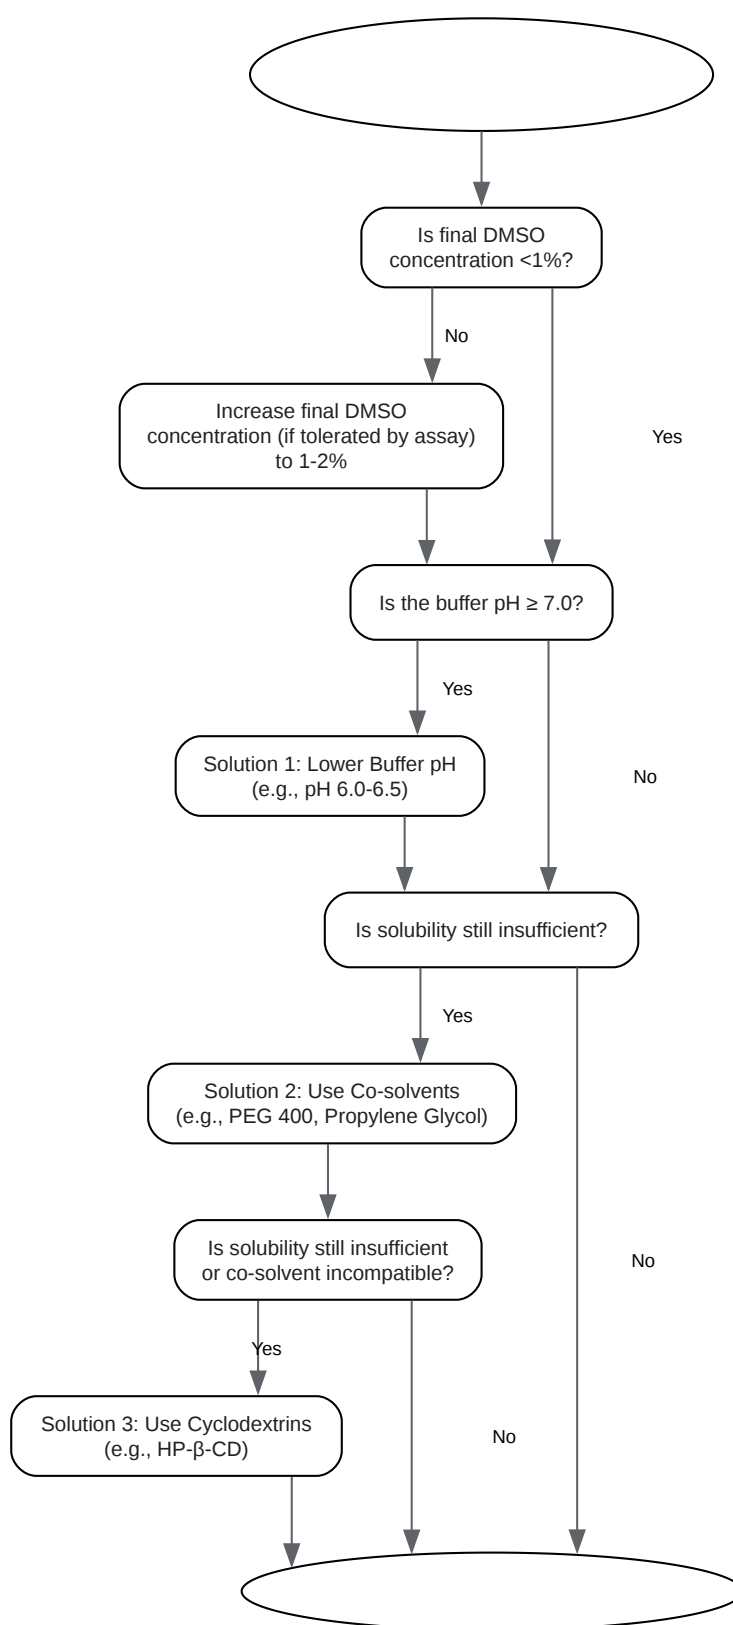 Is final DMSO
concentration <1%?
No
Increase final DMSO
concentration (if tolerated by assay)
to 1-2%
Yes
Is the buffer pH ≥ 7.0?
Yes
Solution 1: Lower Buffer pH
(e.g., pH 6.0-6.5)
No
Is solubility still insufficient?
Yes
Solution 2: Use Co-solvents
(e.g., PEG 400, Propylene Glycol)
Is solubility still insufficient
or co-solvent incompatible?
No
Yes
Solution 3: Use Cyclodextrins
(e.g., HP-β-CD)
No